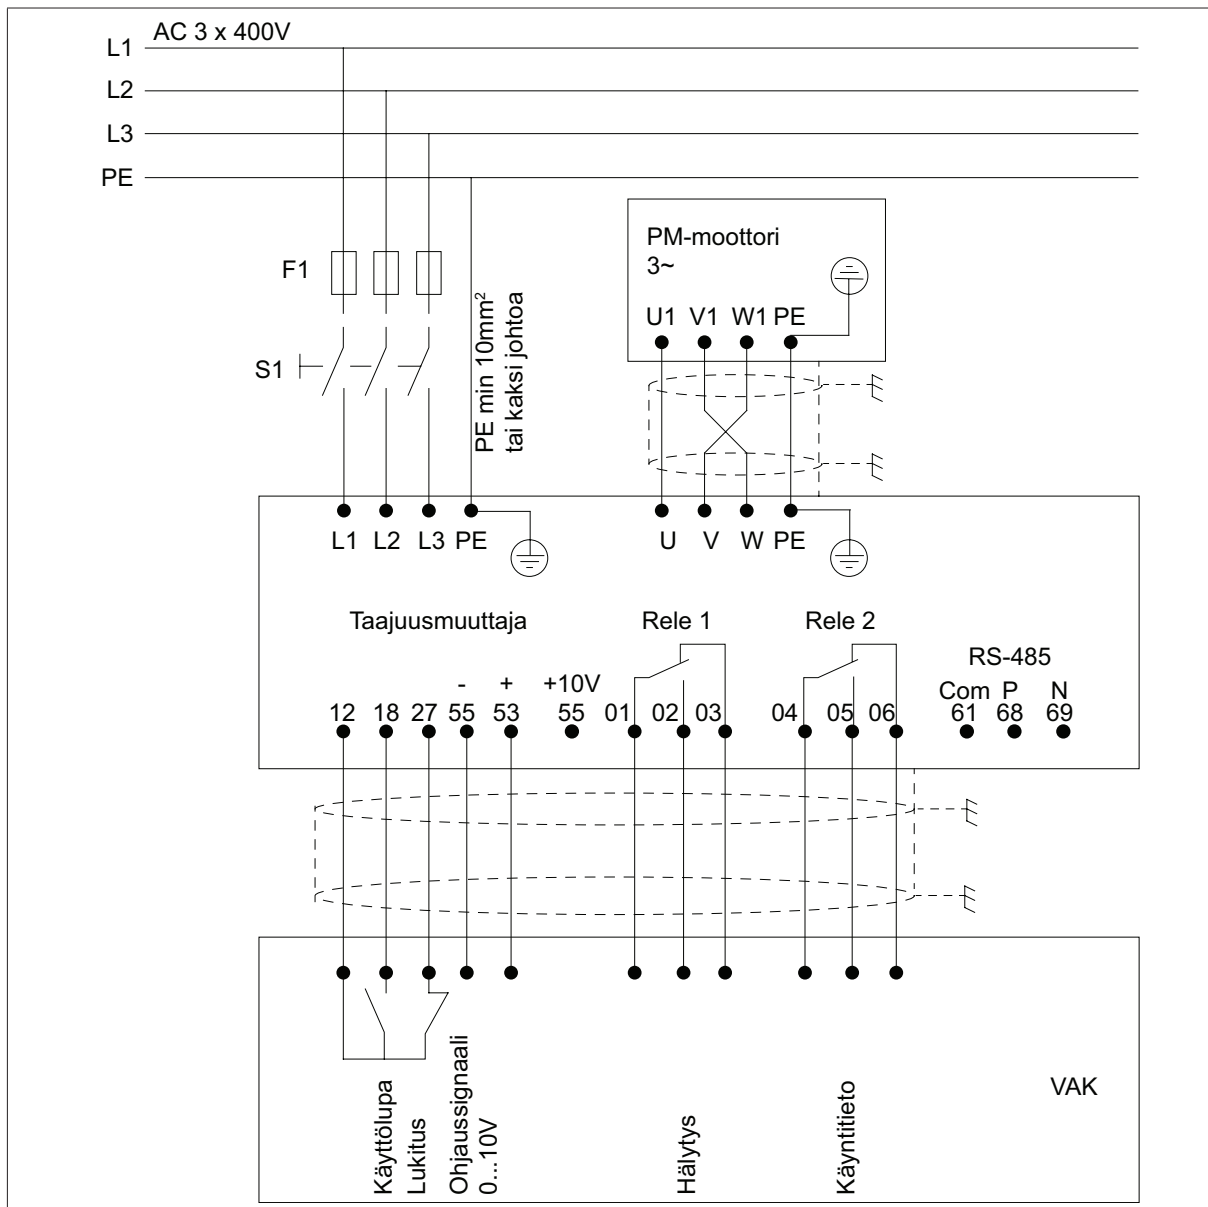 AC 3 x 400V
L1
L2
L3
PE
F1
S1
PE min 10mm²
tai kaksi johtoa
PM-moottori
3~
U1 V1 W1 PE
L1 L2 L3 PE
U V W PE
Taajuusmuuttaja
Rele 1
Rele 2
RS-485
- + +10V
Com P N
12 18 27 55 53 55 01 02 03 04 05 06 61 68 69
Käyttölupa
Lukitus
Ohjaussignaali
0...10V
Hälytys
Käyntitieto
VAK